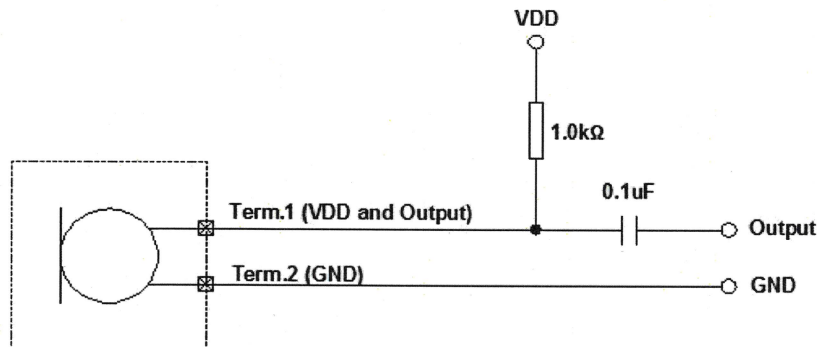 VDD
1.0kΩ
0.1uF
Term.1 (VDD and Output)
Output
Term.2 (GND)
GND